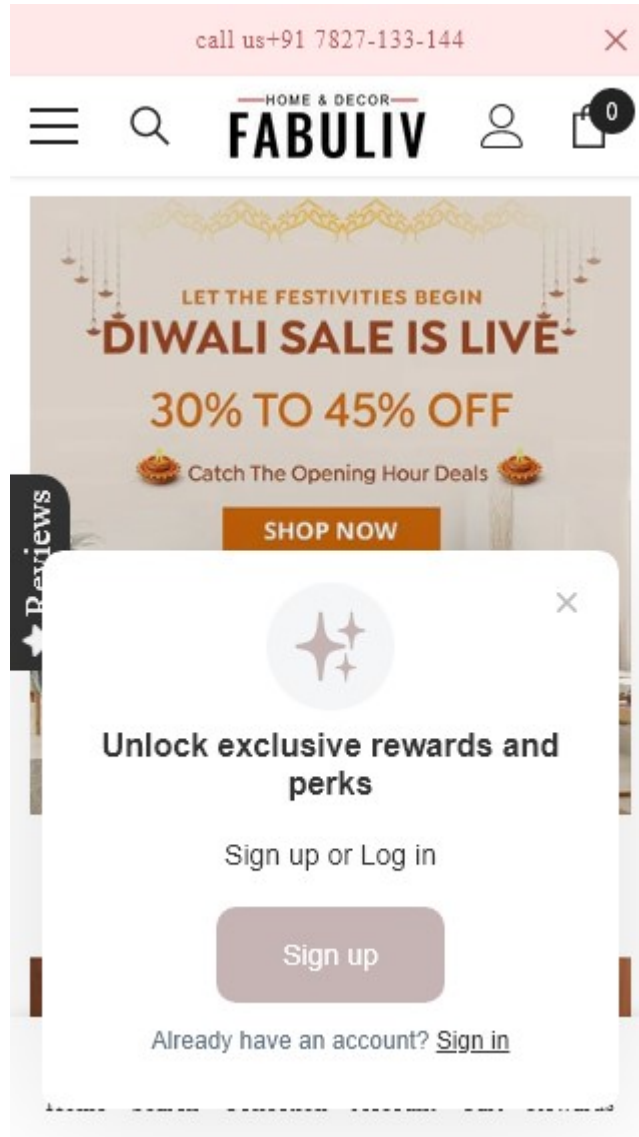 call us+91 7827-133-144
HOME & DECOR
FABULIV
0
LET THE FESTIVITIES BEGIN
DIWALI SALE IS LIVE
30% TO 45% OFF
Catch The Opening Hour Deals
SHOP NOW
Reviews
Unlock exclusive rewards and
perks
Sign up or Log in
Sign up
Already have an account? Sign in